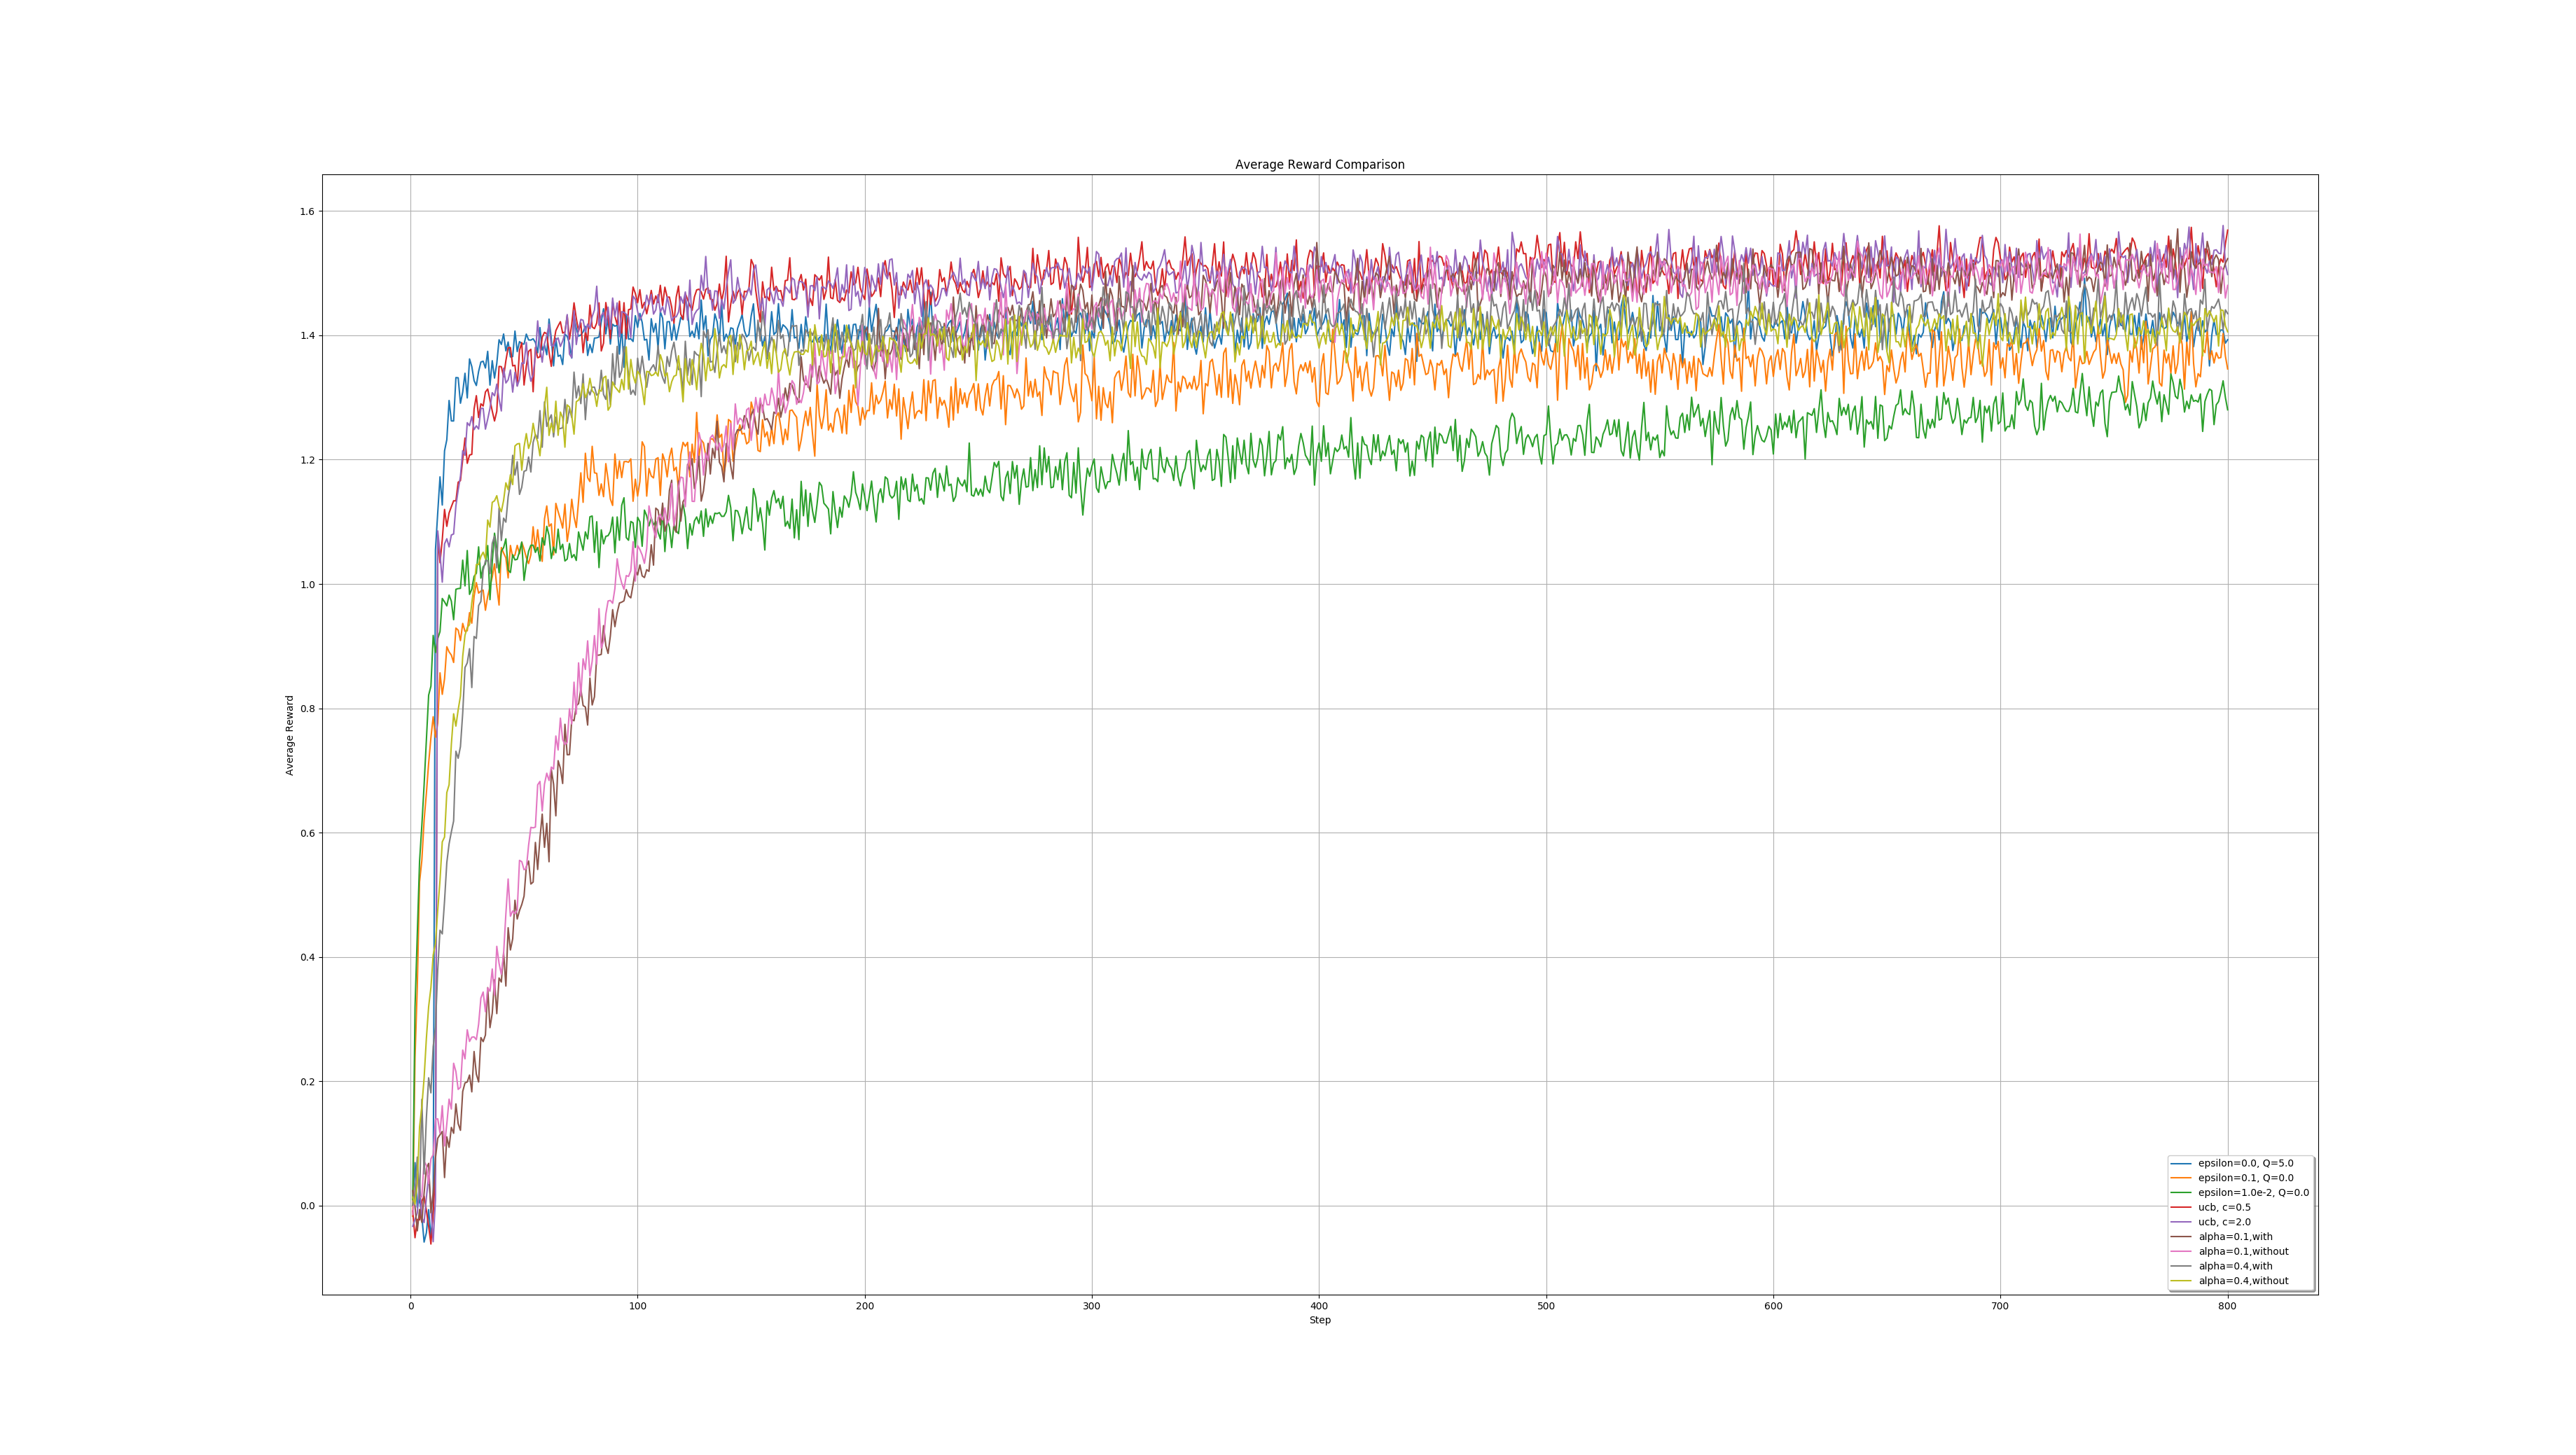 Average Reward Comparison
1.6
1.4
1.2
1.0
0.8
0.6
0.4
0.2
0.0
Average Reward
0 100 200 300 400 500 600 700 800
Step
epsilon=0.0, Q=5.0
epsilon=0.1, Q=0.0
epsilon=1.0e-2, Q=0.0
ucb, c=0.5
ucb, c=2.0
alpha=0.1,with
alpha=0.1,without
alpha=0.4,with
alpha=0.4,without